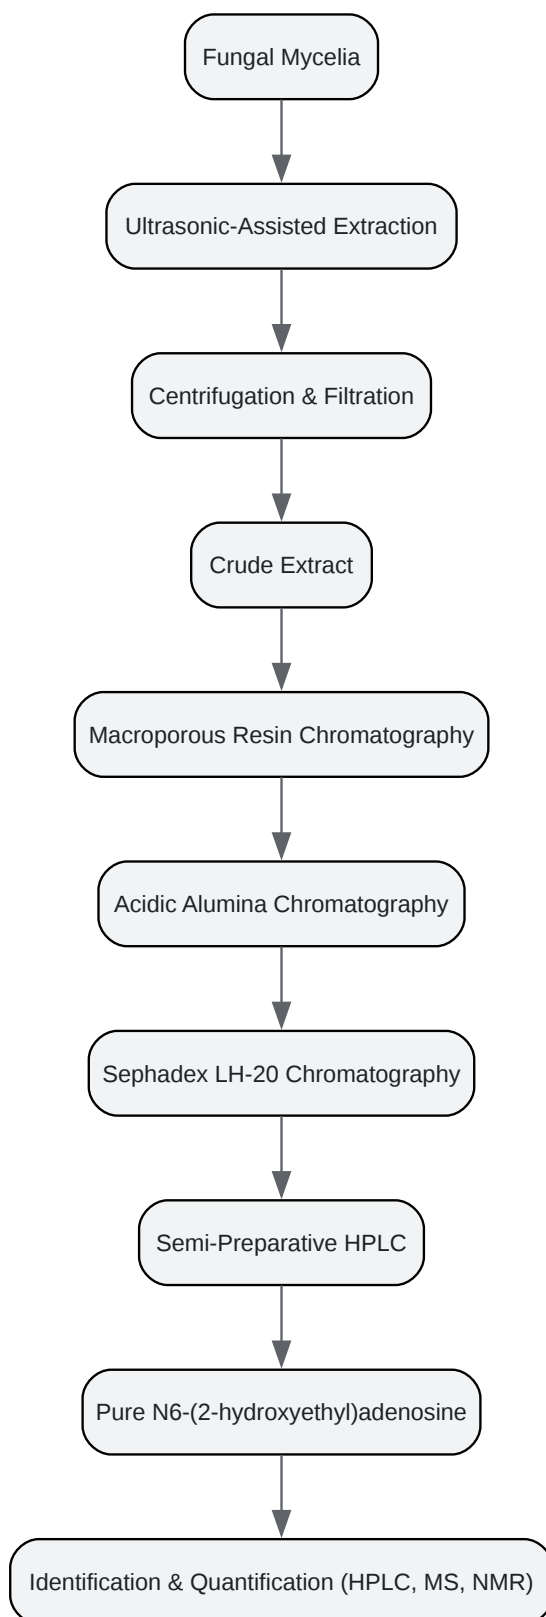 Fungal Mycelia
Ultrasonic-Assisted Extraction
Centrifugation & Filtration
Crude Extract
Macroporous Resin Chromatography
Acidic Alumina Chromatography
Sephadex LH-20 Chromatography
Semi-Preparative HPLC
Pure N6-(2-hydroxyethyl)adenosine
Identification & Quantification (HPLC, MS, NMR)